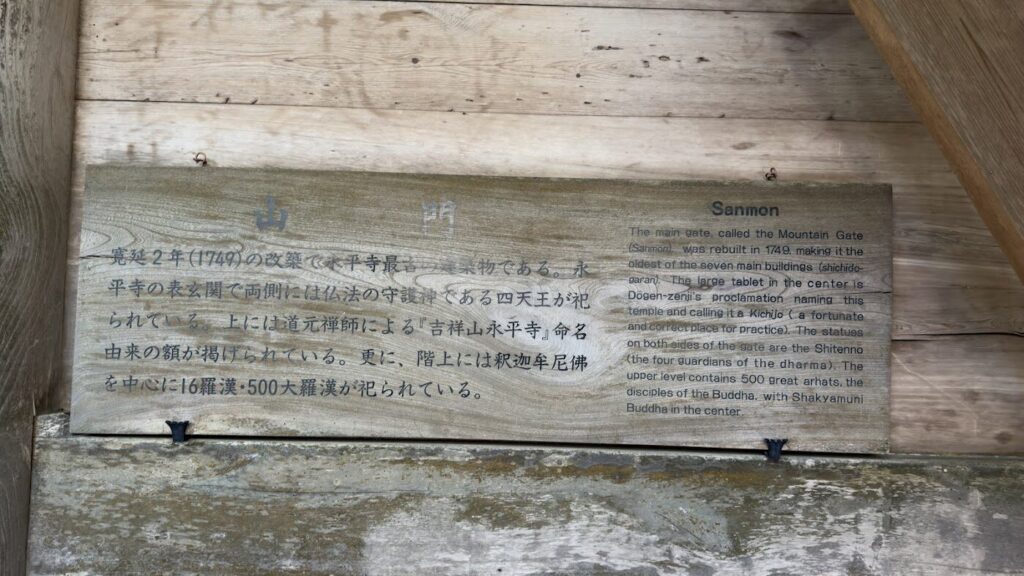 山門
寛延2年(1749)の改築で永平寺最古の建築物である。永
平寺の表玄関で両側には仏法の守護神である四天王が祀
られている。上には道元禅師による『吉祥山永平寺』命名
由来の額が掲げられている。更に、階上には釈迦牟尼佛
を中心に16羅漢・500大羅漢が祀られている。
Sanmon
The main gate, called the Mountain Gate
(Sanmon), was rebuilt in 1749, making it the
oldest of the seven main buildings (shichido-
garan). The large tablet in the center is
Dogen-zenji's proclamation naming this
temple and calling it a Kichijo ( a fortunate
and correct place for practice). The statues
on both sides of the gate are the Shitenno
(the four guardians of the dharma). The
upper level contains 500 great arhats, the
disciples of the Buddha, with Shakyamuni
Buddha in the center.